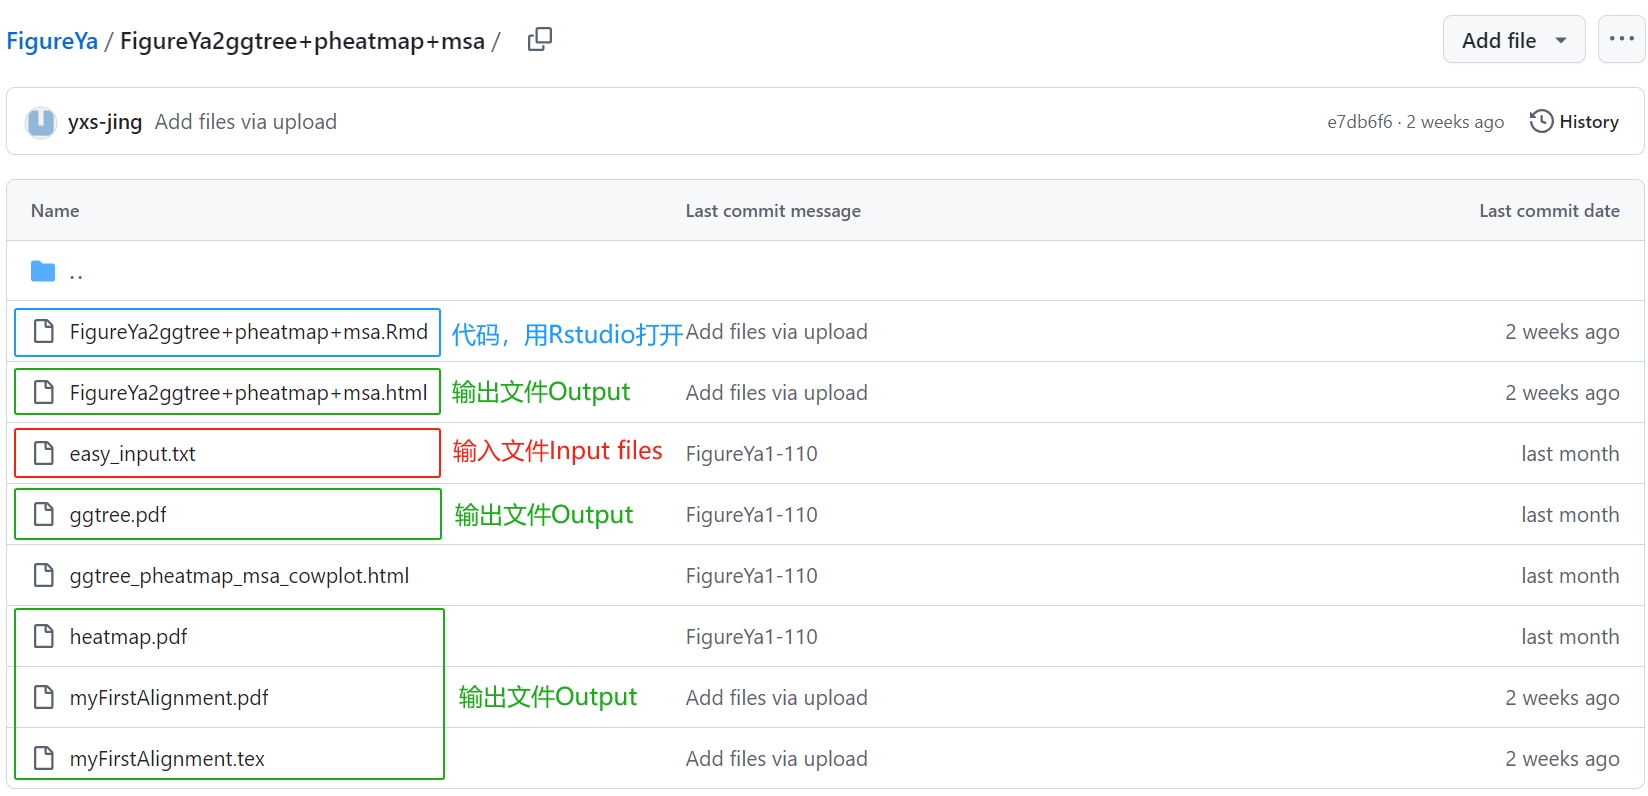 FigureYa / FigureYa2ggtree+pheatmap+msa /
Add file
yxs-jing Add files via upload e7db6f6 · 2 weeks ago History
Name Last commit message Last commit date
..
FigureYa2ggtree+pheatmap+msa.Rmd 代码，用Rstudio打开 Add files via upload 2 weeks ago
FigureYa2ggtree+pheatmap+msa.html 输出文件Output Add files via upload 2 weeks ago
easy_input.txt 输入文件Input files FigureYa1-110 last month
ggtree.pdf 输出文件Output FigureYa1-110 last month
ggtree_pheatmap_msa_cowplot.html FigureYa1-110 last month
heatmap.pdf FigureYa1-110 last month
myFirstAlignment.pdf 输出文件Output Add files via upload 2 weeks ago
myFirstAlignment.tex Add files via upload 2 weeks ago